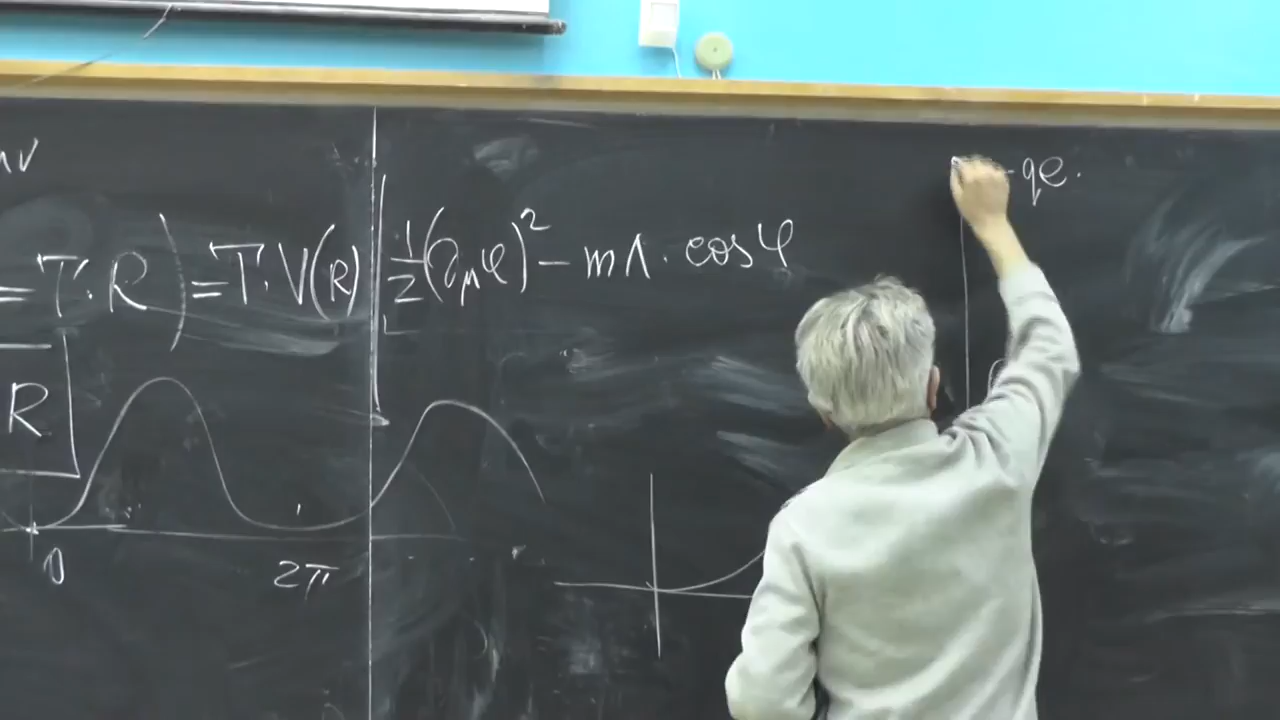 = T·R) = T·V(R) | 1/2(∂μφ)² − mΛ·cosφ
- qe.
R
0 2π